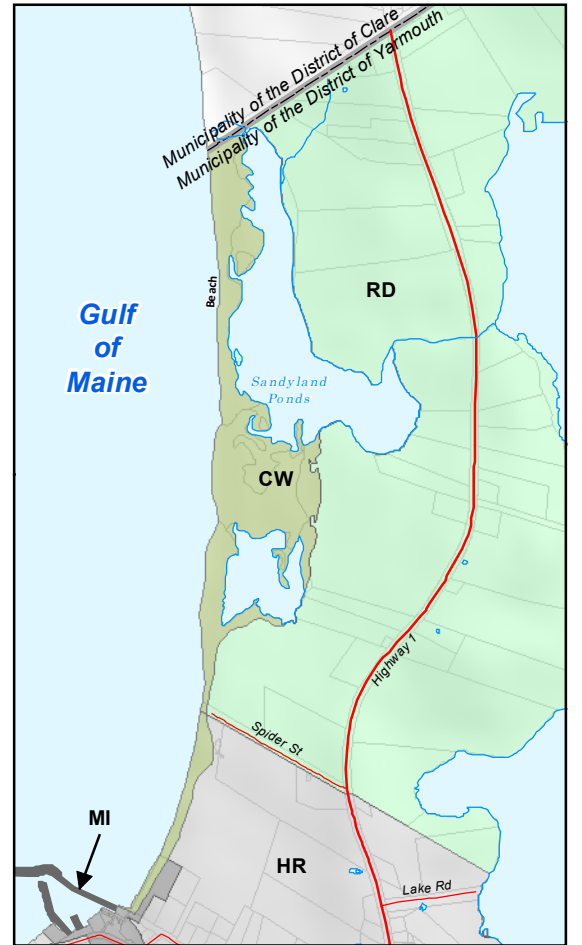 Municipality of the District of Clare
Municipality of the District of Yarmouth
Beach
RD
Gulf
of
Maine
Sandyland
Ponds
CW
Highway 1
Spider St
MI
HR
Lake Rd